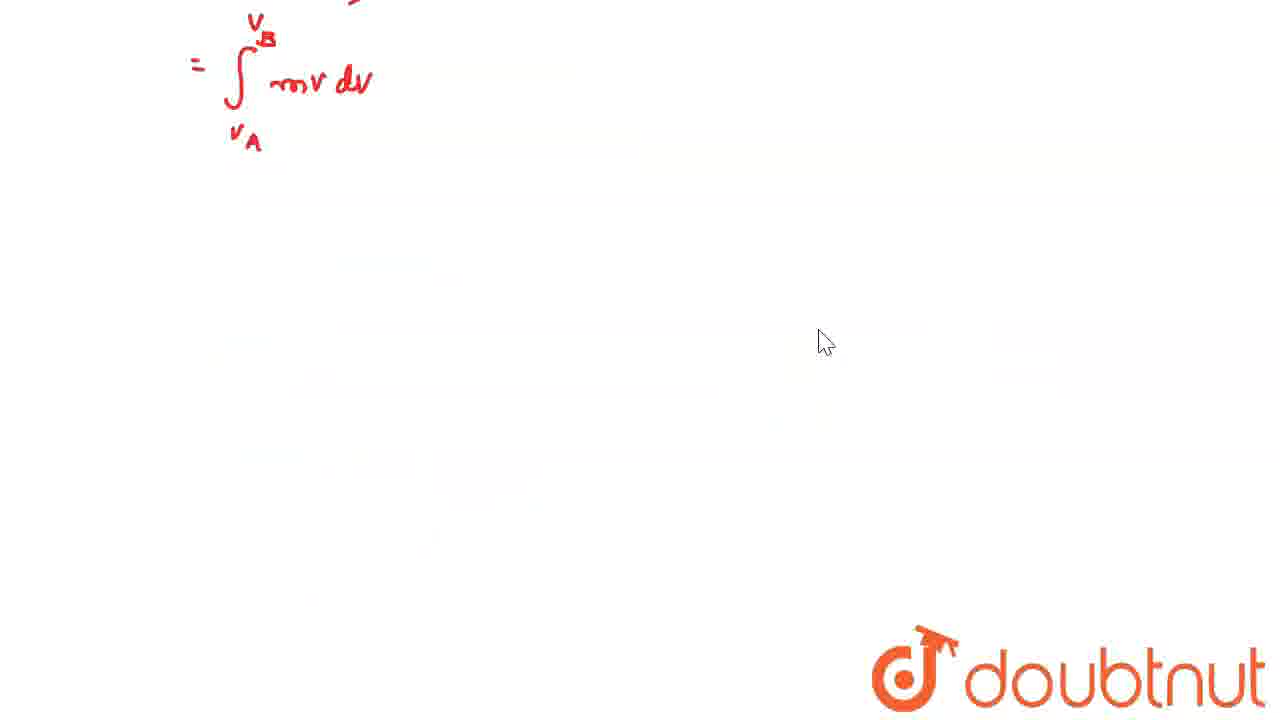 V_B
= ∫ mv dv
V_A
doubtnut